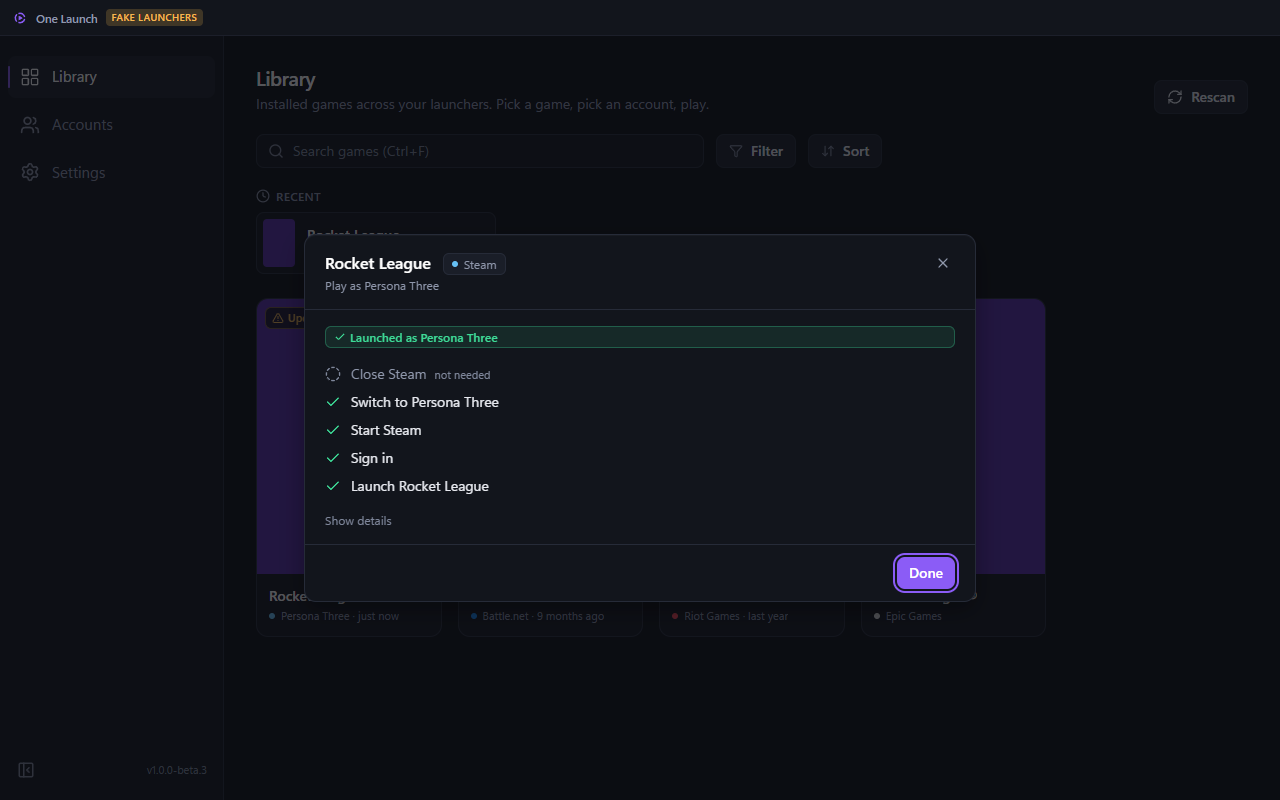 One Launch FAKE LAUNCHERS
Library
Accounts
Settings
v1.0.0-beta.3
Library
Installed games across your launchers. Pick a game, pick an account, play.
Rescan
Search games (Ctrl+F)
Filter
Sort
RECENT
Rocket League
Rocket League
Steam
Play as Persona Three
Launched as Persona Three
Close Steam not needed
Switch to Persona Three
Start Steam
Sign in
Launch Rocket League
Show details
Done
Persona Three · just now
Battle.net · 9 months ago
Riot Games · last year
Epic Games